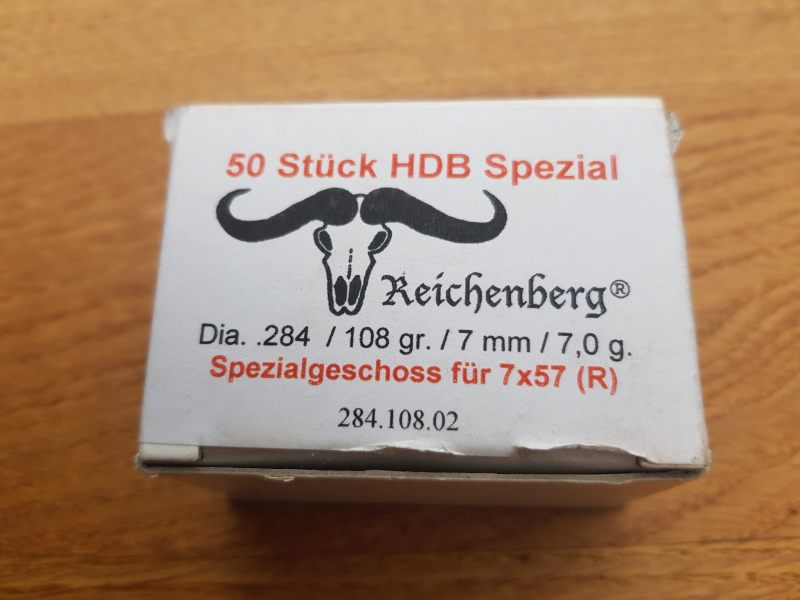 50 Stück HDB Spezial
Reichenberg®
Dia. .284 / 108 gr. / 7 mm / 7,0 g.
Spezialgeschoss für 7x57 (R)
284.108.02